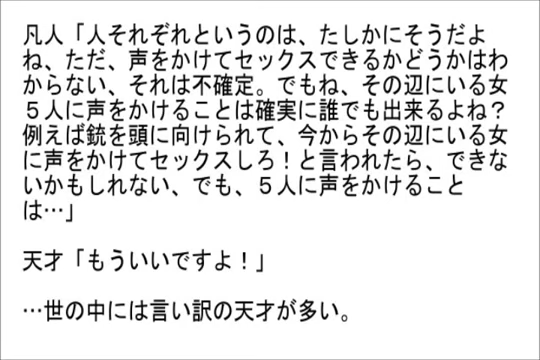 凡人「人それぞれというのは、たしかにそうだよ
ね、ただ、声をかけてセックスできるかどうかはわ
からない、それは不確定。でもね、その辺にいる女
５人に声をかけることは確実に誰でも出来るよね？
例えば銃を頭に向けられて、今からその辺にいる女
に声をかけてセックスしろ！と言われたら、できな
いかもしれない、でも、５人に声をかけること
は…」
天才「もういいですよ！」
…世の中には言い訳の天才が多い。